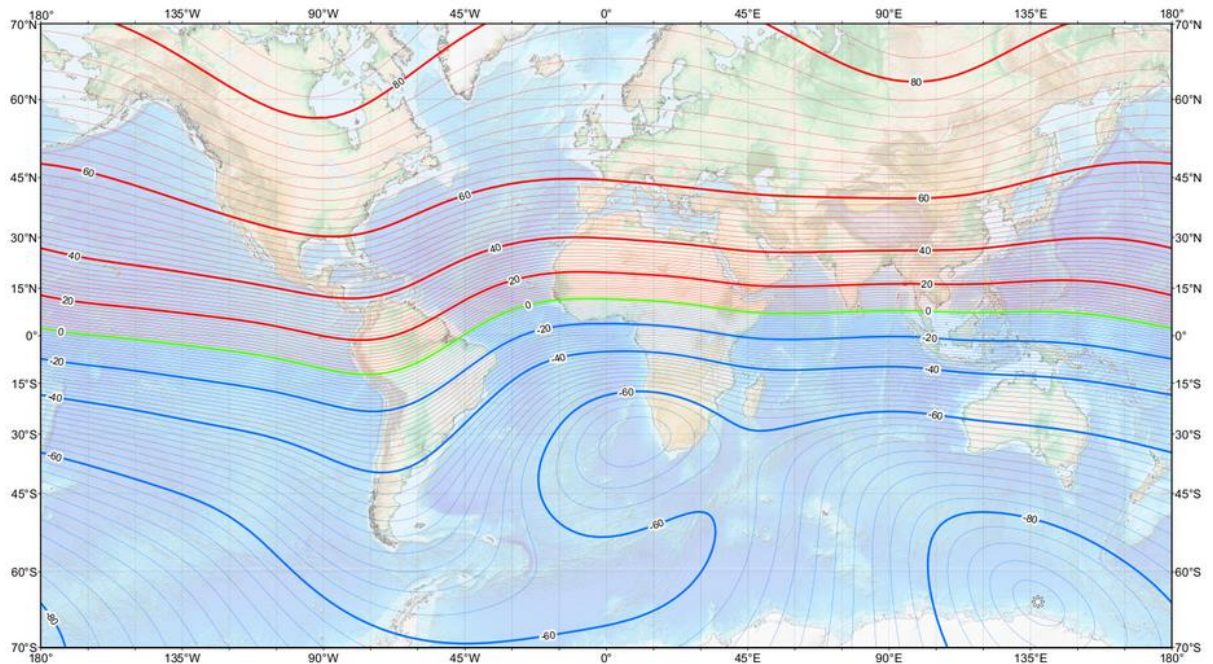 180° 135°W 90°W 45°W 0° 45°E 90°E 135°E 180°
70°N 70°N
80 80
60°N 60°N
60 45°N 60 60 45°N
30°N 40 30°N
40 40
20 15°N 20 20 15°N
0 0° 0 0 0°
-20 -20 -20
-40 15°S -40 -40 15°S
-60 -60
30°S 30°S
-60
45°S 45°S
-60 -80
60°S 60°S
-80 -60
70°S 70°S
180° 135°W 90°W 45°W 0° 45°E 90°E 135°E 180°